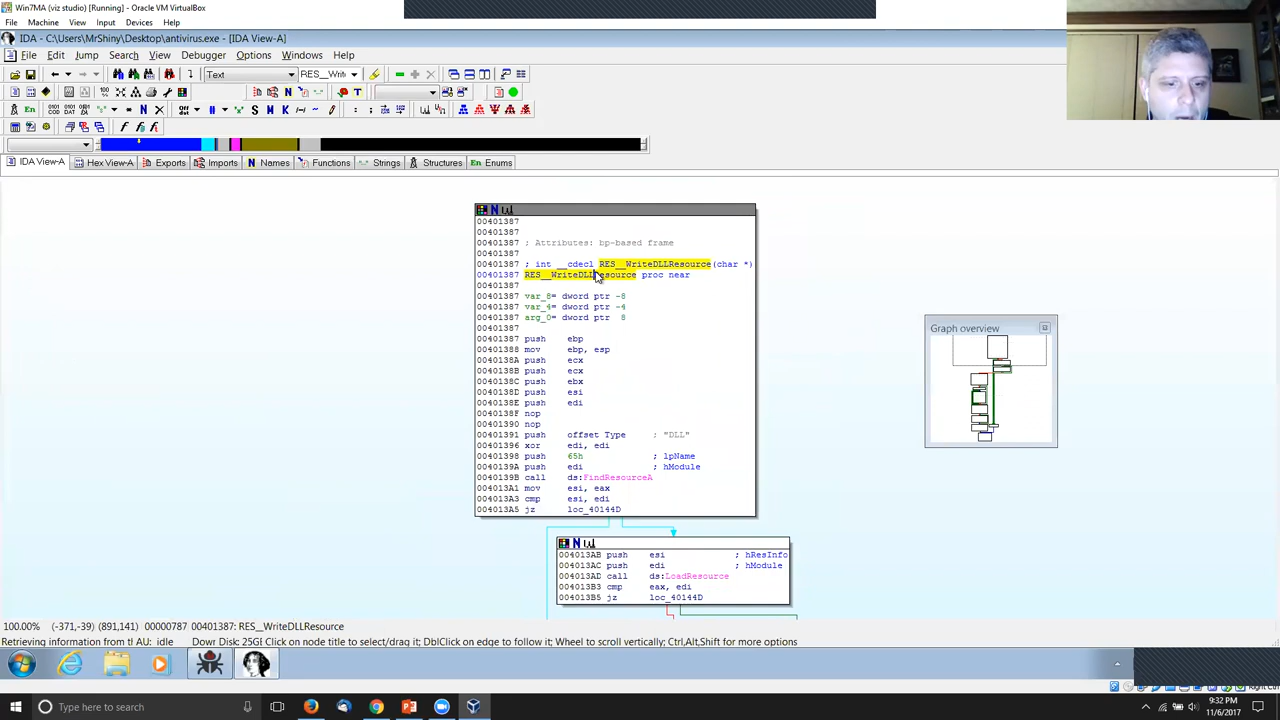 Win7MA (viz studio) [Running] - Oracle VM VirtualBox
File Machine View Input Devices Help
IDA - C:\Users\MrShiny\Desktop\antivirus.exe - [IDA View-A]
File Edit Jump Search View Debugger Options Windows Help
Text RES__Writ
IDA View-A Hex View-A Exports Imports Names Functions Strings Structures En Enums
00401387
00401387
00401387 ; Attributes: bp-based frame
00401387
00401387 ; int __cdecl RES__WriteDLLResource(char *)
00401387 RES__WriteDLLResource proc near
00401387
00401387 var_8= dword ptr -8
00401387 var_4= dword ptr -4
00401387 arg_0= dword ptr 8
00401387
00401387 push ebp
00401388 mov ebp, esp
0040138A push ecx
0040138B push ecx
0040138C push ebx
0040138D push esi
0040138E push edi
0040138F nop
00401390 nop
00401391 push offset Type ; "DLL"
00401396 xor edi, edi
00401398 push 65h ; lpName
0040139A push edi ; hModule
0040139B call ds:FindResourceA
004013A1 mov esi, eax
004013A3 cmp esi, edi
004013A5 jz loc_40144D
004013AB push esi ; hResInfo
004013AC push edi ; hModule
004013AD call ds:LoadResource
004013B3 cmp eax, edi
004013B5 jz loc_40144D
Graph overview
100.00% (-371,-39) (891,141) 00000787 00401387: RES__WriteDLLResource
Retrieving information from tl AU: idle Down Disk: 25GB Click on node title to select/drag it; DblClick on edge to follow it; Wheel to scroll vertically; Ctrl,Alt,Shift for more options
Type here to search
9:32 PM
11/6/2017